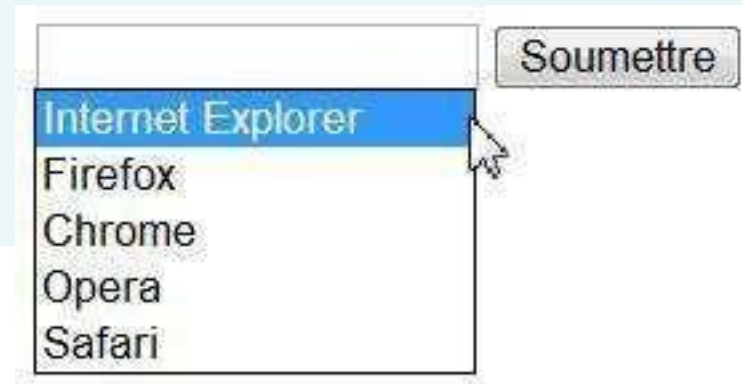 Soumettre
Internet Explorer
Firefox
Chrome
Opera
Safari